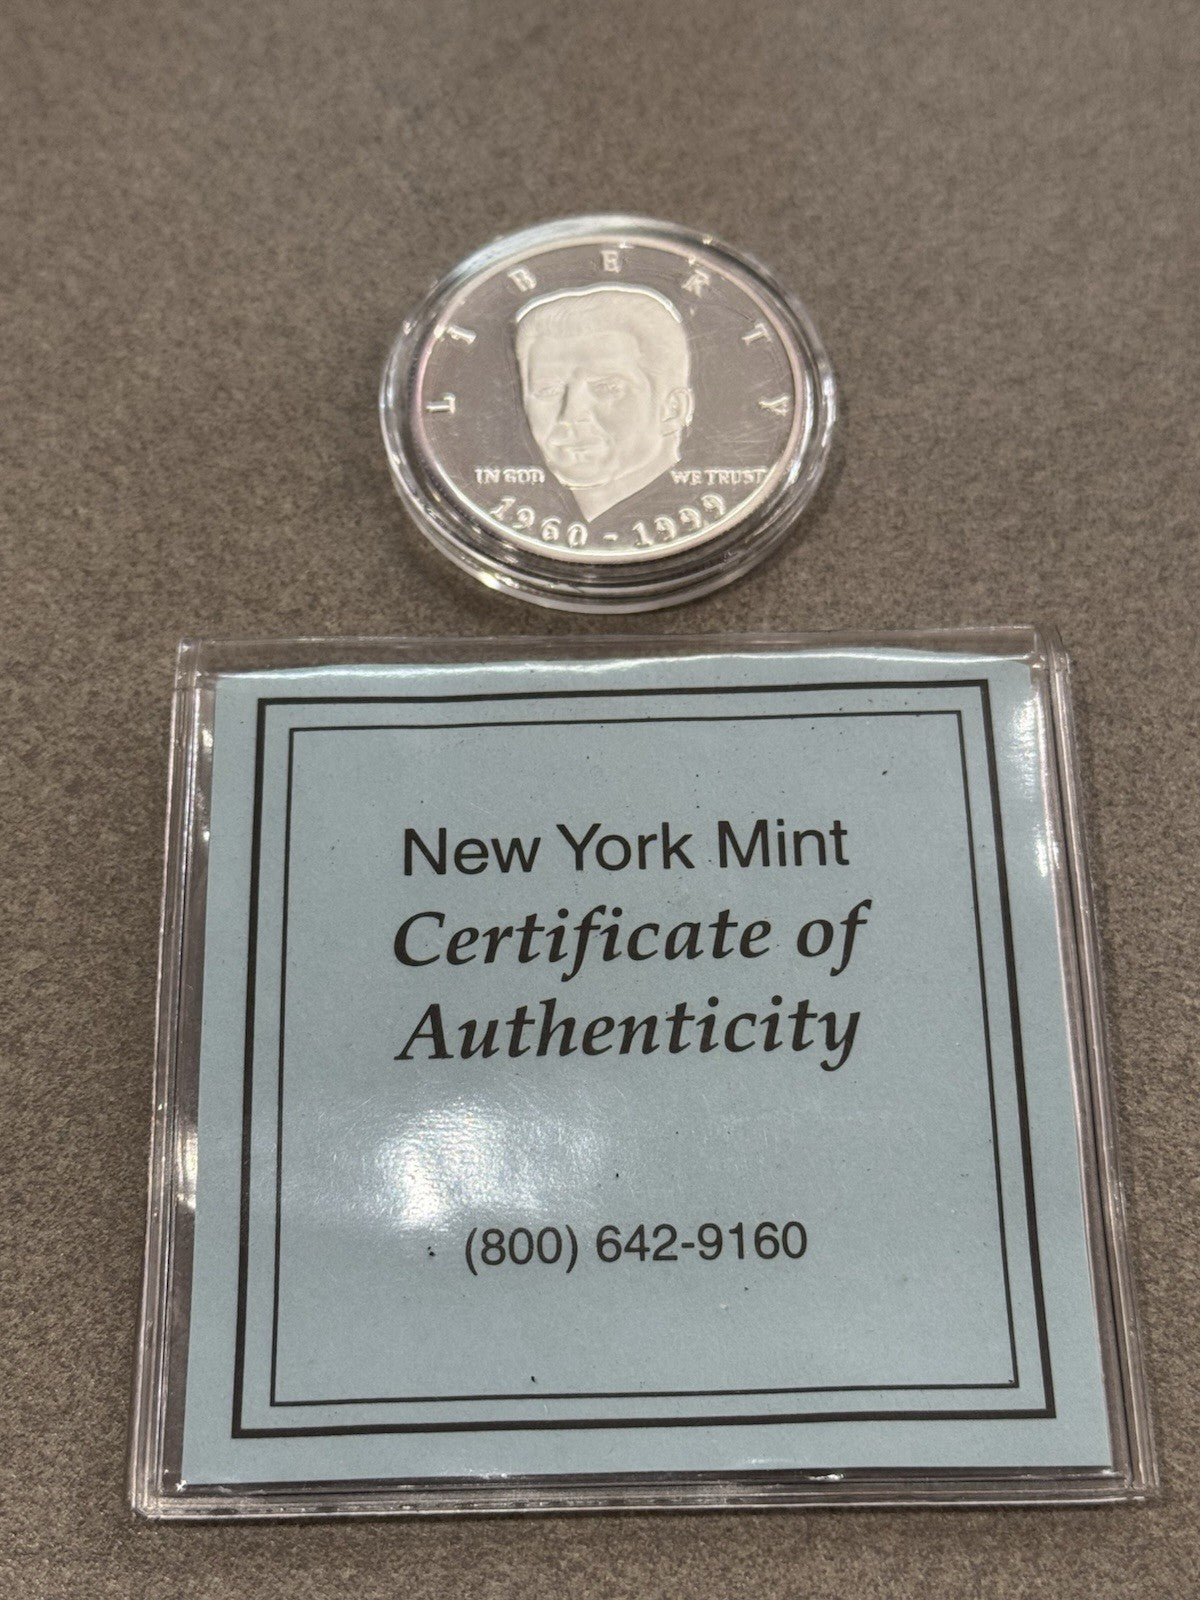 LIBERTY
IN GOD WE TRUST
1960 - 1999
New York Mint
Certificate of
Authenticity
(800) 642-9160